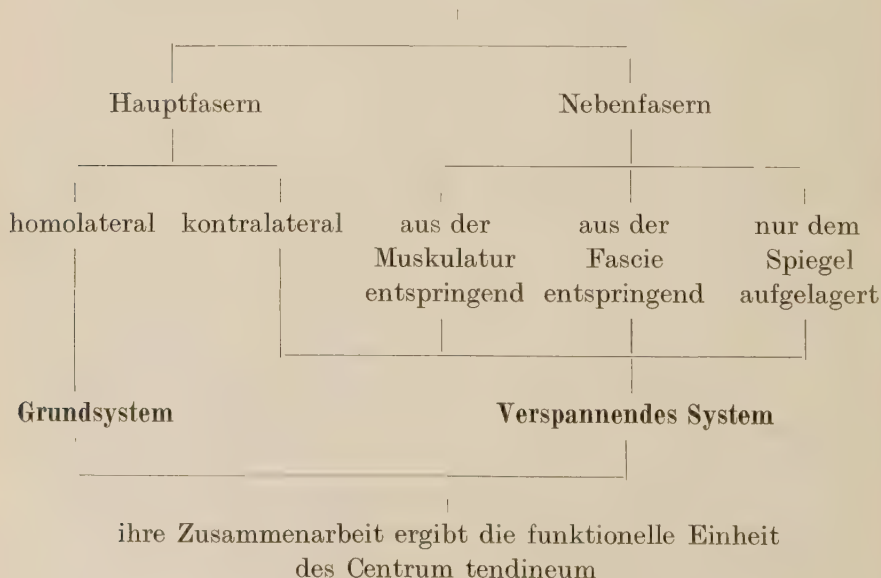 Hauptfasern Nebenfasern
homolateral kontralateral aus der aus der nur dem
Muskulatur Fascie Spiegel
entspringend entspringend aufgelagert
Grundsystem Verspannendes System
ihre Zusammenarbeit ergibt die funktionelle Einheit
des Centrum tendineum